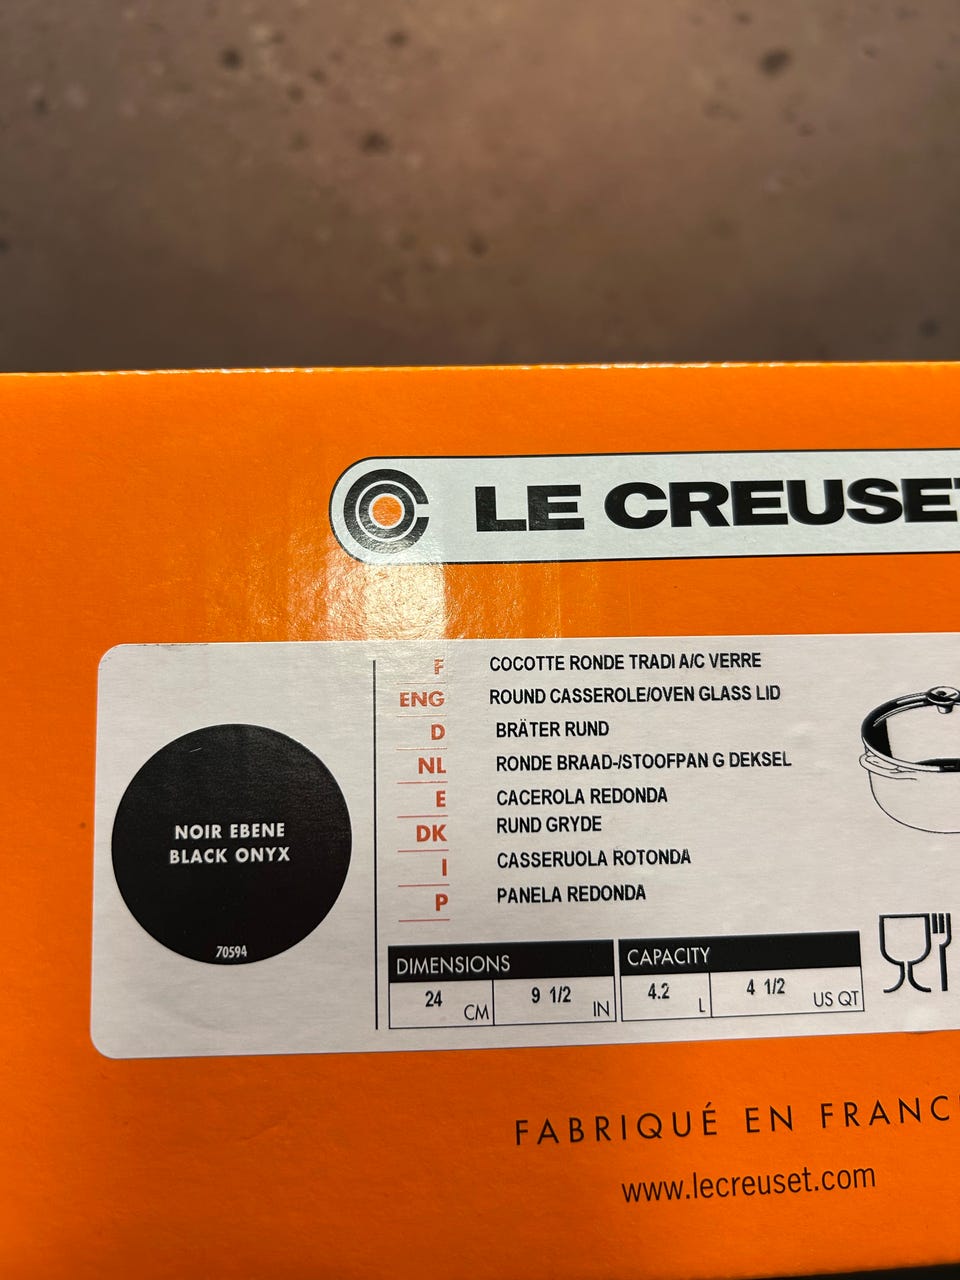 LE CREUSET
F COCOTTE RONDE TRADI A/C VERRE
ENG ROUND CASSEROLE/OVEN GLASS LID
D BRÄTER RUND
NL RONDE BRAAD-/STOOFPAN G DEKSEL
E CACEROLA REDONDA
DK RUND GRYDE
I CASSERUOLA ROTONDA
P PANELA REDONDA
NOIR EBENE
BLACK ONYX
70594
DIMENSIONS CAPACITY
24 CM 9 1/2 IN 4.2 L 4 1/2 US QT
FABRIQUÉ EN FRANC
www.lecreuset.com